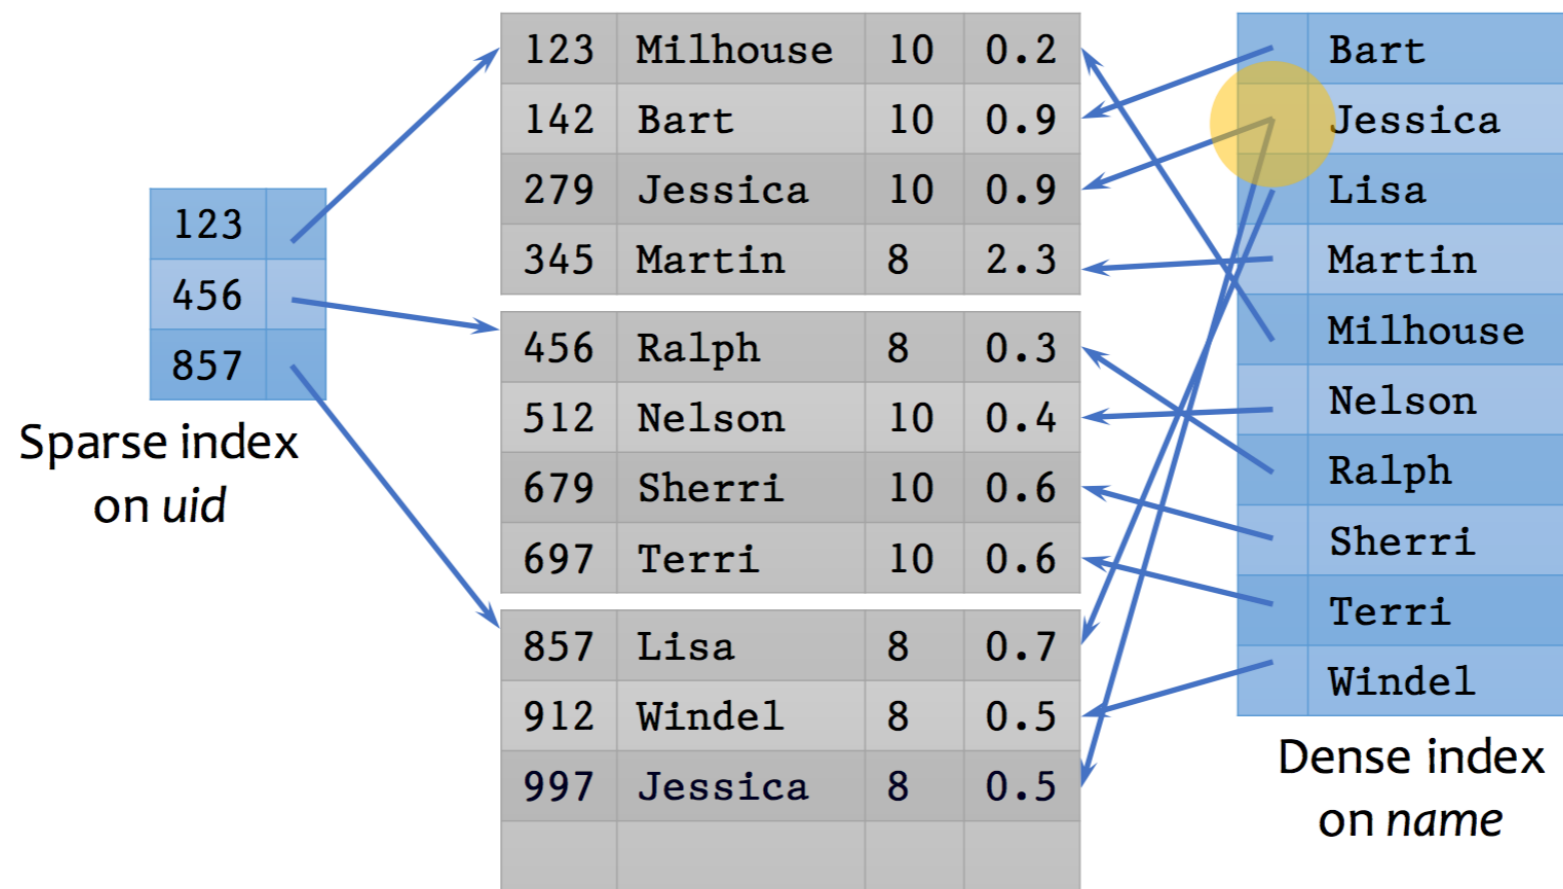 123
456
857
Sparse index
on uid
123 Milhouse 10 0.2
142 Bart 10 0.9
279 Jessica 10 0.9
345 Martin 8 2.3
456 Ralph 8 0.3
512 Nelson 10 0.4
679 Sherri 10 0.6
697 Terri 10 0.6
857 Lisa 8 0.7
912 Windel 8 0.5
997 Jessica 8 0.5
Bart
Jessica
Lisa
Martin
Milhouse
Nelson
Ralph
Sherri
Terri
Windel
Dense index
on name